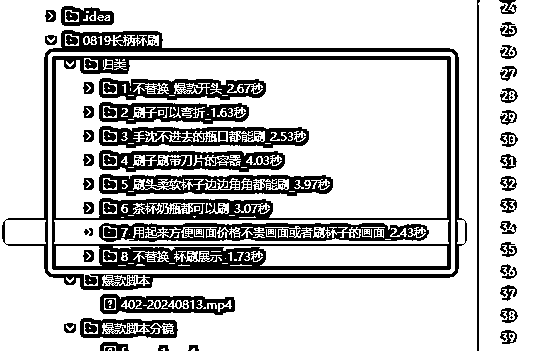 .idea
0819长柄杯刷
归类
1_不替换_爆款开头_2.67秒
2_刷子可以弯折_1.63秒
3_手沈不进去的瓶口都能刷_2.53秒
4_刷子刷带刀片的容器_4.03秒
5_刷头柔软杯子边边角角都能刷_3.97秒
6_茶杯奶瓶都可以刷_3.07秒
7_用起来方便画面价格不贵画面或者刷杯子的画面_2.43秒
8_不替换_杯刷展示_1.73秒
爆款脚本
402-20240813.mp4
爆款脚本分镜
24
25
26
27
28
29
30
31
32
33
34
35
36
37
38
39